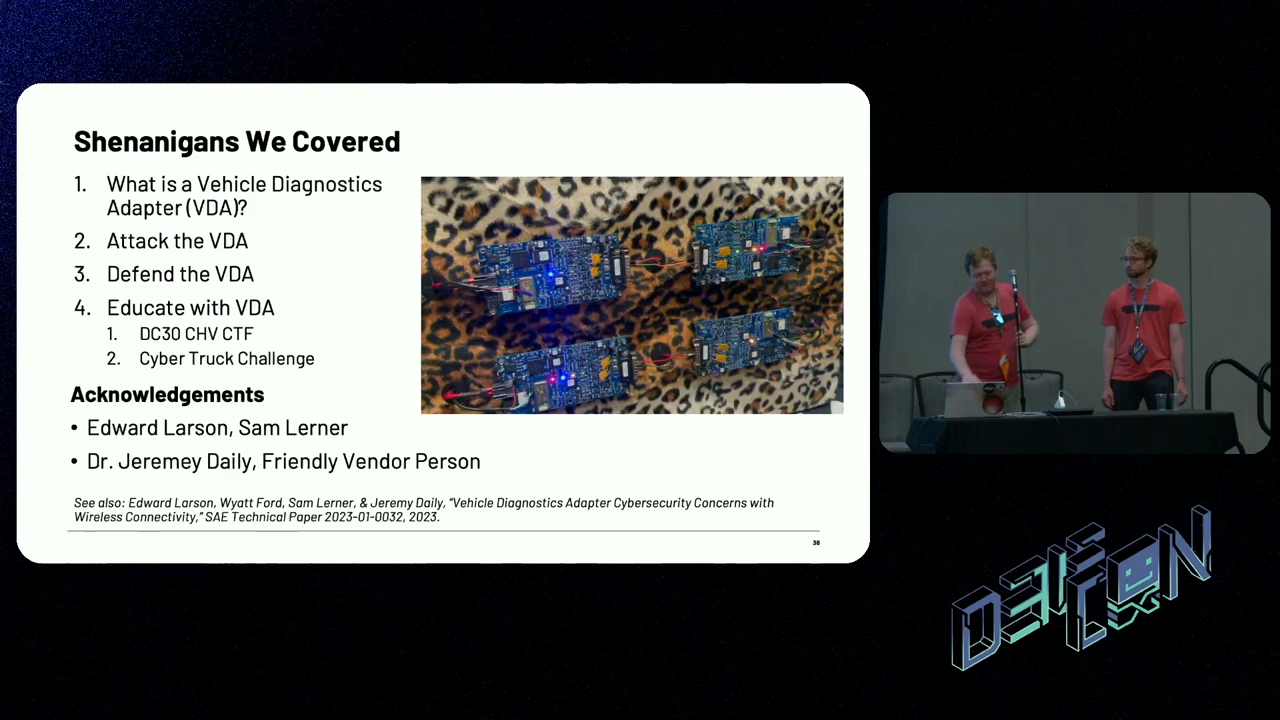 Shenanigans We Covered
1. What is a Vehicle Diagnostics
Adapter (VDA)?
2. Attack the VDA
3. Defend the VDA
4. Educate with VDA
1. DC30 CHV CTF
2. Cyber Truck Challenge
Acknowledgements
• Edward Larson, Sam Lerner
• Dr. Jeremey Daily, Friendly Vendor Person
See also: Edward Larson, Wyatt Ford, Sam Lerner, & Jeremy Daily, “Vehicle Diagnostics Adapter Cybersecurity Concerns with
Wireless Connectivity,” SAE Technical Paper 2023-01-0032, 2023.
38
DEF
CON